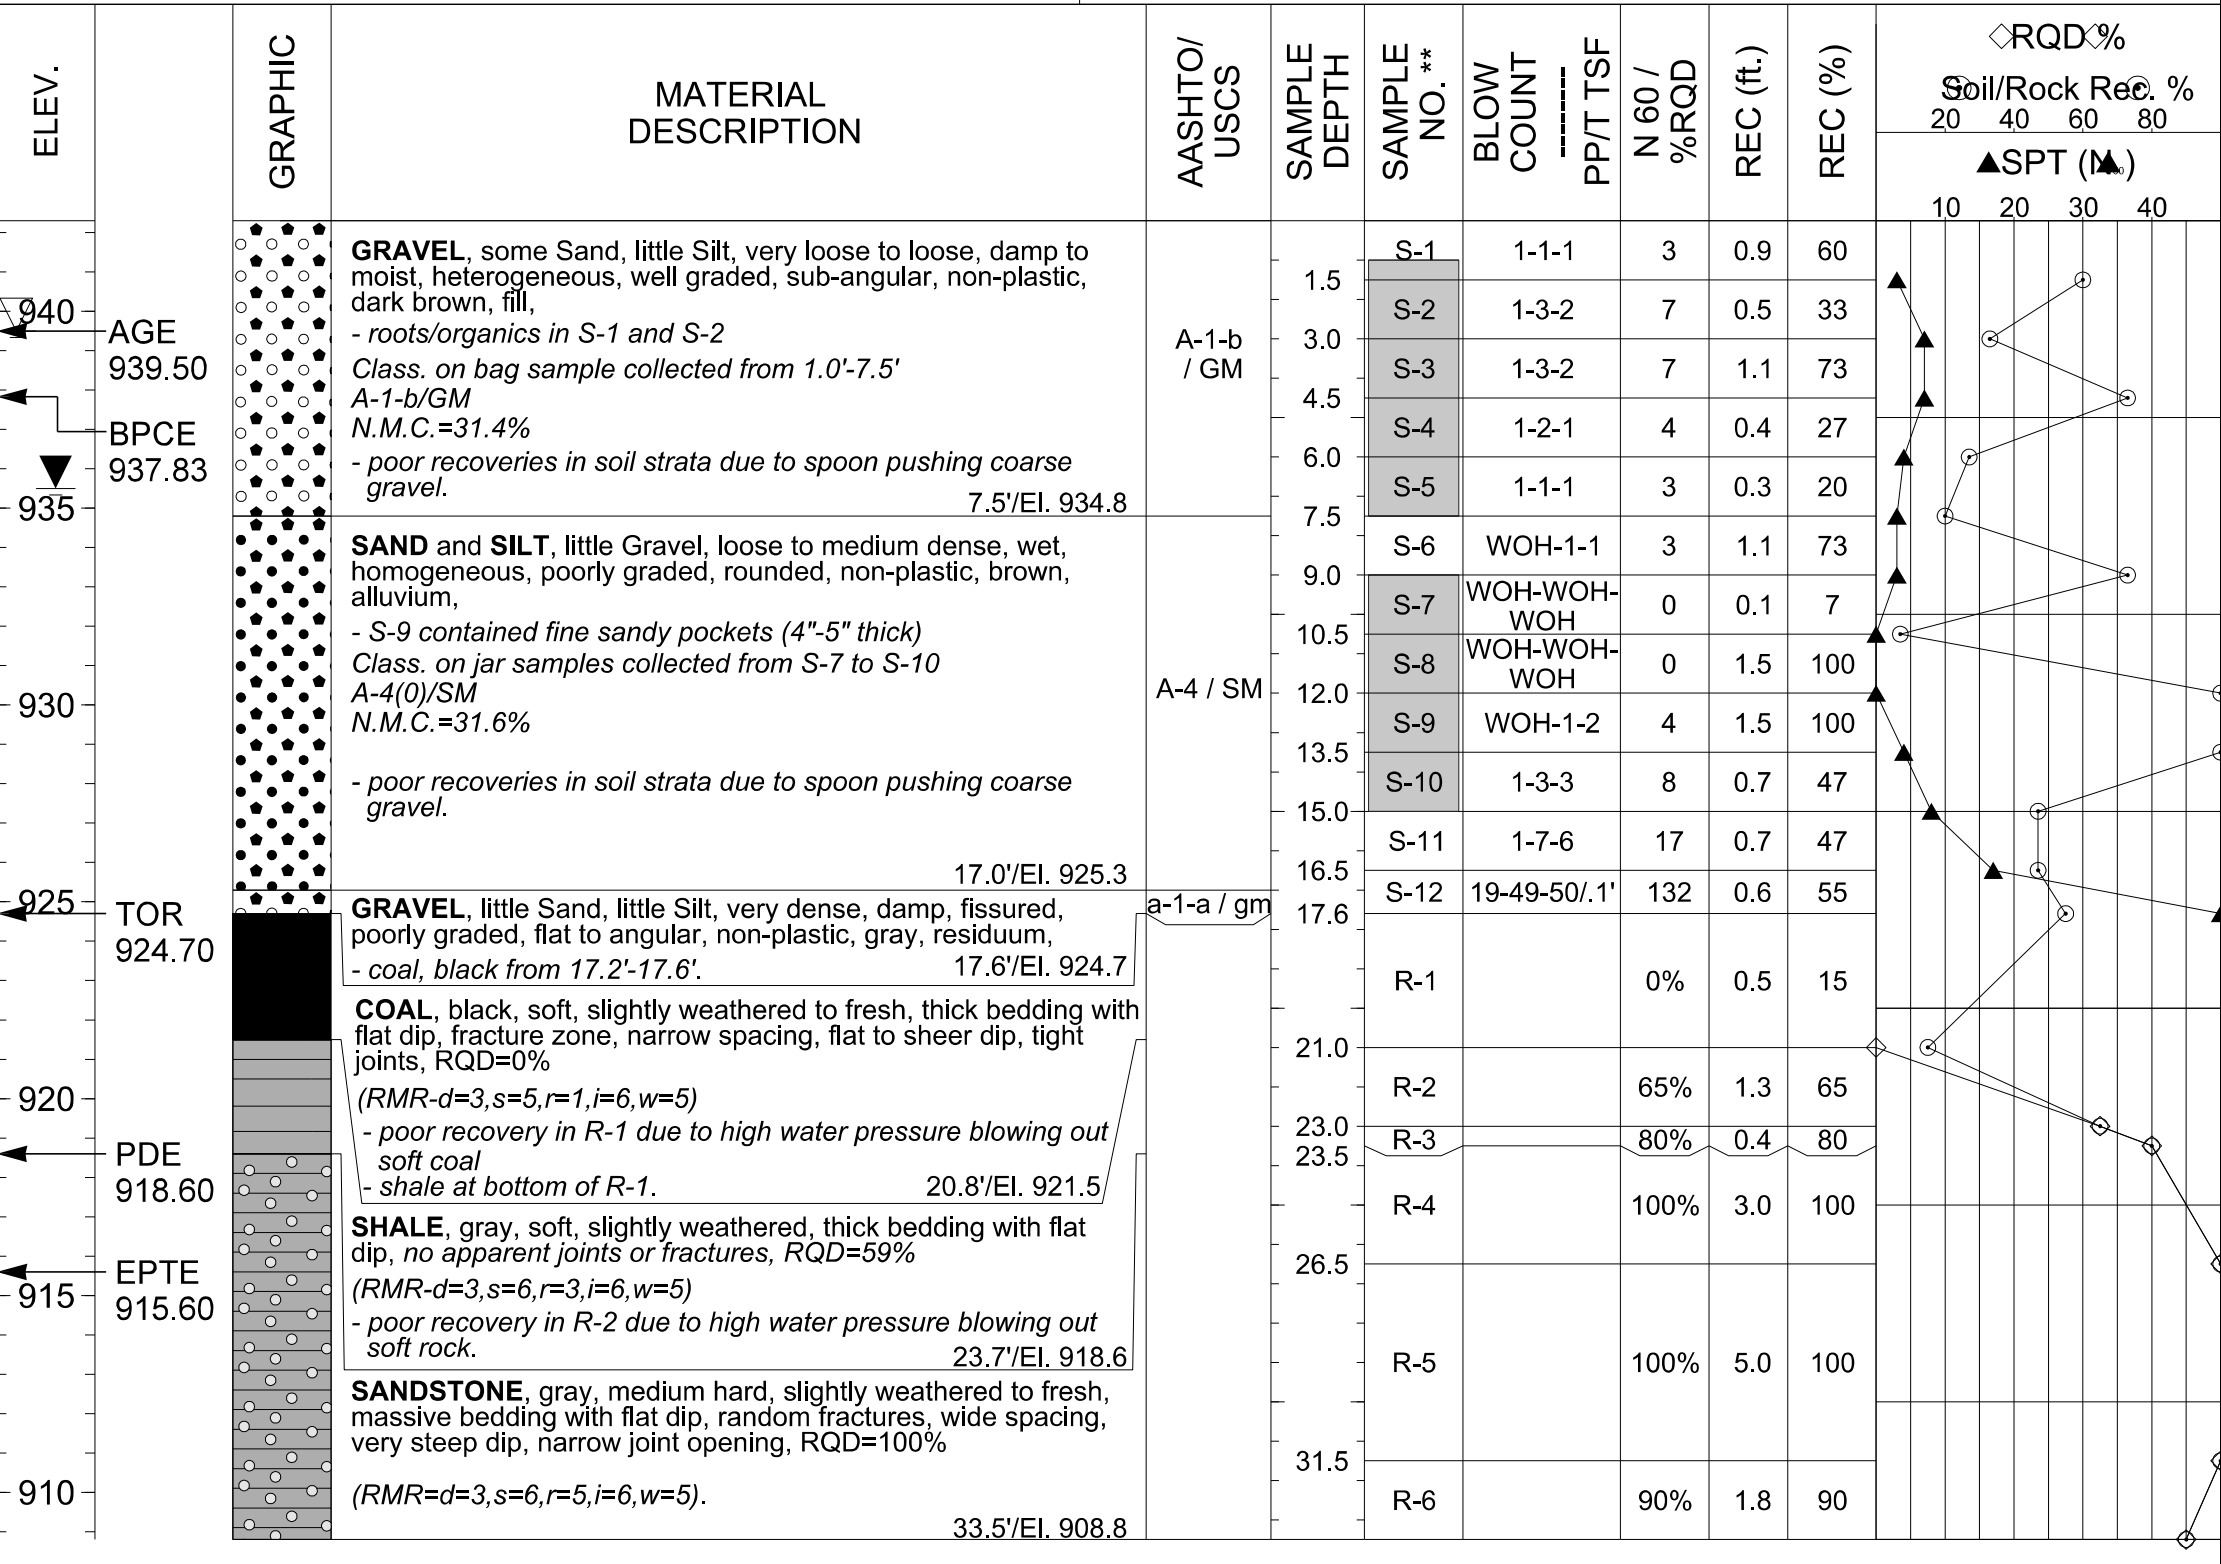 ELEV.
GRAPHIC
MATERIAL
DESCRIPTION
AASHTO/
USCS
SAMPLE
DEPTH
SAMPLE
NO. **
BLOW
COUNT
---------
PP/T TSF
N 60 /
%RQD
REC (ft.)
REC (%)
RQD %
Soil/Rock Rec. %
20 40 60 80
SPT (N60)
10 20 30 40
940
935
930
925
920
915
910
AGE
939.50
BPCE
937.83
TOR
924.70
PDE
918.60
EPTE
915.60
GRAVEL, some Sand, little Silt, very loose to loose, damp to
moist, heterogeneous, well graded, sub-angular, non-plastic,
dark brown, fill,
- roots/organics in S-1 and S-2
Class. on bag sample collected from 1.0'-7.5'
A-1-b/GM
N.M.C.=31.4%
- poor recoveries in soil strata due to spoon pushing coarse
gravel.
7.5'/El. 934.8
SAND and SILT, little Gravel, loose to medium dense, wet,
homogeneous, poorly graded, rounded, non-plastic, brown,
alluvium,
- S-9 contained fine sandy pockets (4"-5" thick)
Class. on jar samples collected from S-7 to S-10
A-4(0)/SM
N.M.C.=31.6%
- poor recoveries in soil strata due to spoon pushing coarse
gravel.
17.0'/El. 925.3
GRAVEL, little Sand, little Silt, very dense, damp, fissured,
poorly graded, flat to angular, non-plastic, gray, residuum,
- coal, black from 17.2'-17.6'.
17.6'/El. 924.7
COAL, black, soft, slightly weathered to fresh, thick bedding with
flat dip, fracture zone, narrow spacing, flat to sheer dip, tight
joints, RQD=0%
(RMR-d=3,s=5,r=1,i=6,w=5)
- poor recovery in R-1 due to high water pressure blowing out
soft coal
- shale at bottom of R-1.
20.8'/El. 921.5
SHALE, gray, soft, slightly weathered, thick bedding with flat
dip, no apparent joints or fractures, RQD=59%
(RMR-d=3,s=6,r=3,i=6,w=5)
- poor recovery in R-2 due to high water pressure blowing out
soft rock.
23.7'/El. 918.6
SANDSTONE, gray, medium hard, slightly weathered to fresh,
massive bedding with flat dip, random fractures, wide spacing,
very steep dip, narrow joint opening, RQD=100%
(RMR=d=3,s=6,r=5,i=6,w=5).
33.5'/El. 908.8
A-1-b
/ GM
A-4 / SM
a-1-a / gm
S-1 1-1-1 3 0.9 60
1.5
S-2 1-3-2 7 0.5 33
3.0
S-3 1-3-2 7 1.1 73
4.5
S-4 1-2-1 4 0.4 27
6.0
S-5 1-1-1 3 0.3 20
7.5
S-6 WOH-1-1 3 1.1 73
9.0
S-7 WOH-WOH-
WOH 0 0.1 7
10.5
S-8 WOH-WOH-
WOH 0 1.5 100
12.0
S-9 WOH-1-2 4 1.5 100
13.5
S-10 1-3-3 8 0.7 47
15.0
S-11 1-7-6 17 0.7 47
16.5
S-12 19-49-50/.1' 132 0.6 55
17.6
R-1 0% 0.5 15
21.0
R-2 65% 1.3 65
23.0
R-3 80% 0.4 80
23.5
R-4 100% 3.0 100
26.5
R-5 100% 5.0 100
31.5
R-6 90% 1.8 90